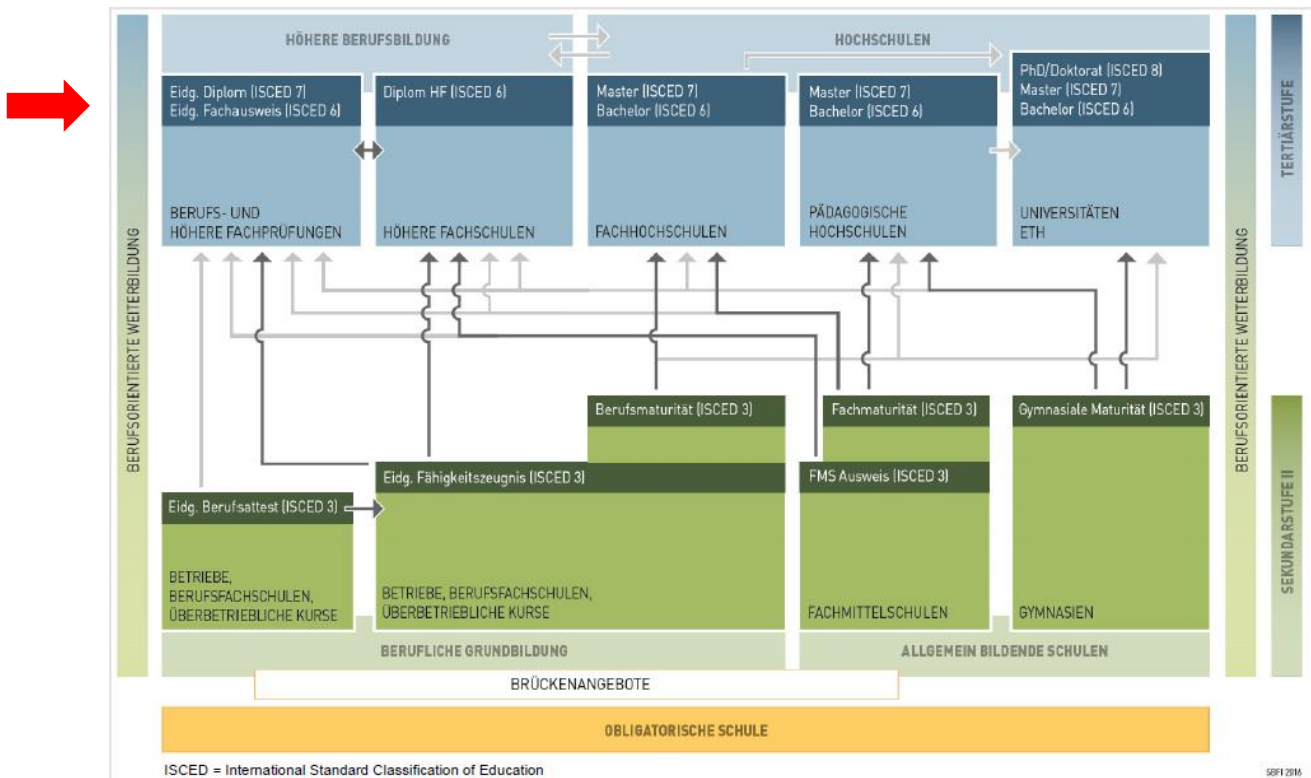 HÖHERE BERUFSBILDUNG
HOCHSCHULEN
Eidg. Diplom (ISCED 7)
Eidg. Fachausweis (ISCED 6)
Diplom HF (ISCED 6)
Master (ISCED 7)
Bachelor (ISCED 6)
Master (ISCED 7)
Bachelor (ISCED 6)
PhD/Doktorat (ISCED 8)
Master (ISCED 7)
Bachelor (ISCED 6)
BERUFS- UND
HÖHERE FACHPRÜFUNGEN
HÖHERE FACHSCHULEN
FACHHOCHSCHULEN
PÄDAGOGISCHE
HOCHSCHULEN
UNIVERSITÄTEN
ETH
TERTIÄRSTUFE
BERUFSORIENTIERTE WEITERBILDUNG
BERUFSORIENTIERTE WEITERBILDUNG
Berufsmaturität (ISCED 3)
Fachmaturität (ISCED 3)
Gymnasiale Maturität (ISCED 3)
Eidg. Fähigkeitszeugnis (ISCED 3)
FMS Ausweis (ISCED 3)
Eidg. Berufsattest (ISCED 3)
BETRIEBE,
BERUFSFACHSCHULEN,
ÜBERBETRIEBLICHE KURSE
BETRIEBE, BERUFSFACHSCHULEN,
ÜBERBETRIEBLICHE KURSE
FACHMITTELSCHULEN
GYMNASIEN
SEKUNDARSTUFE II
BERUFLICHE GRUNDBILDUNG
ALLGEMEIN BILDENDE SCHULEN
BRÜCKENANGEBOTE
OBLIGATORISCHE SCHULE
ISCED = International Standard Classification of Education
SBFI 2016